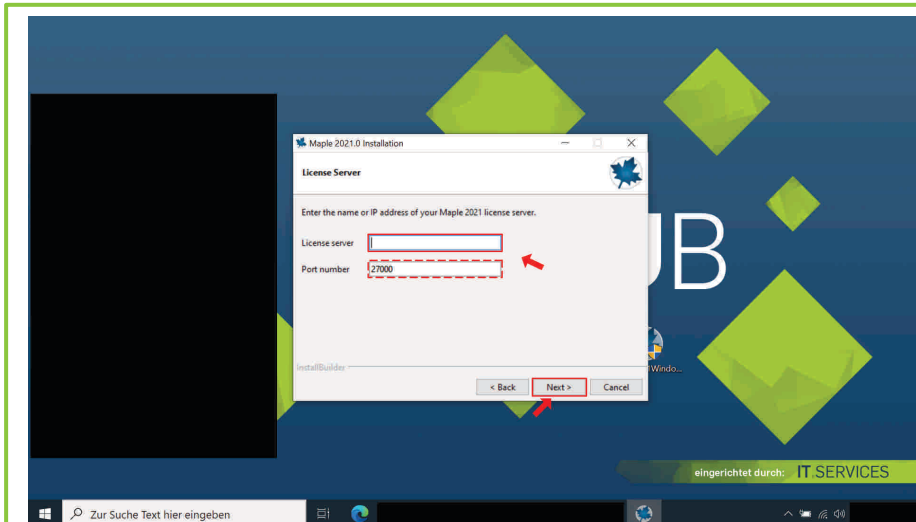 Maple 2021.0 Installation
License Server
Enter the name or IP address of your Maple 2021 license server.
License server
Port number 27000
InstallBuilder
< Back Next > Cancel
UB
1Windo...
eingerichtet durch: IT.SERVICES
Zur Suche Text hier eingeben